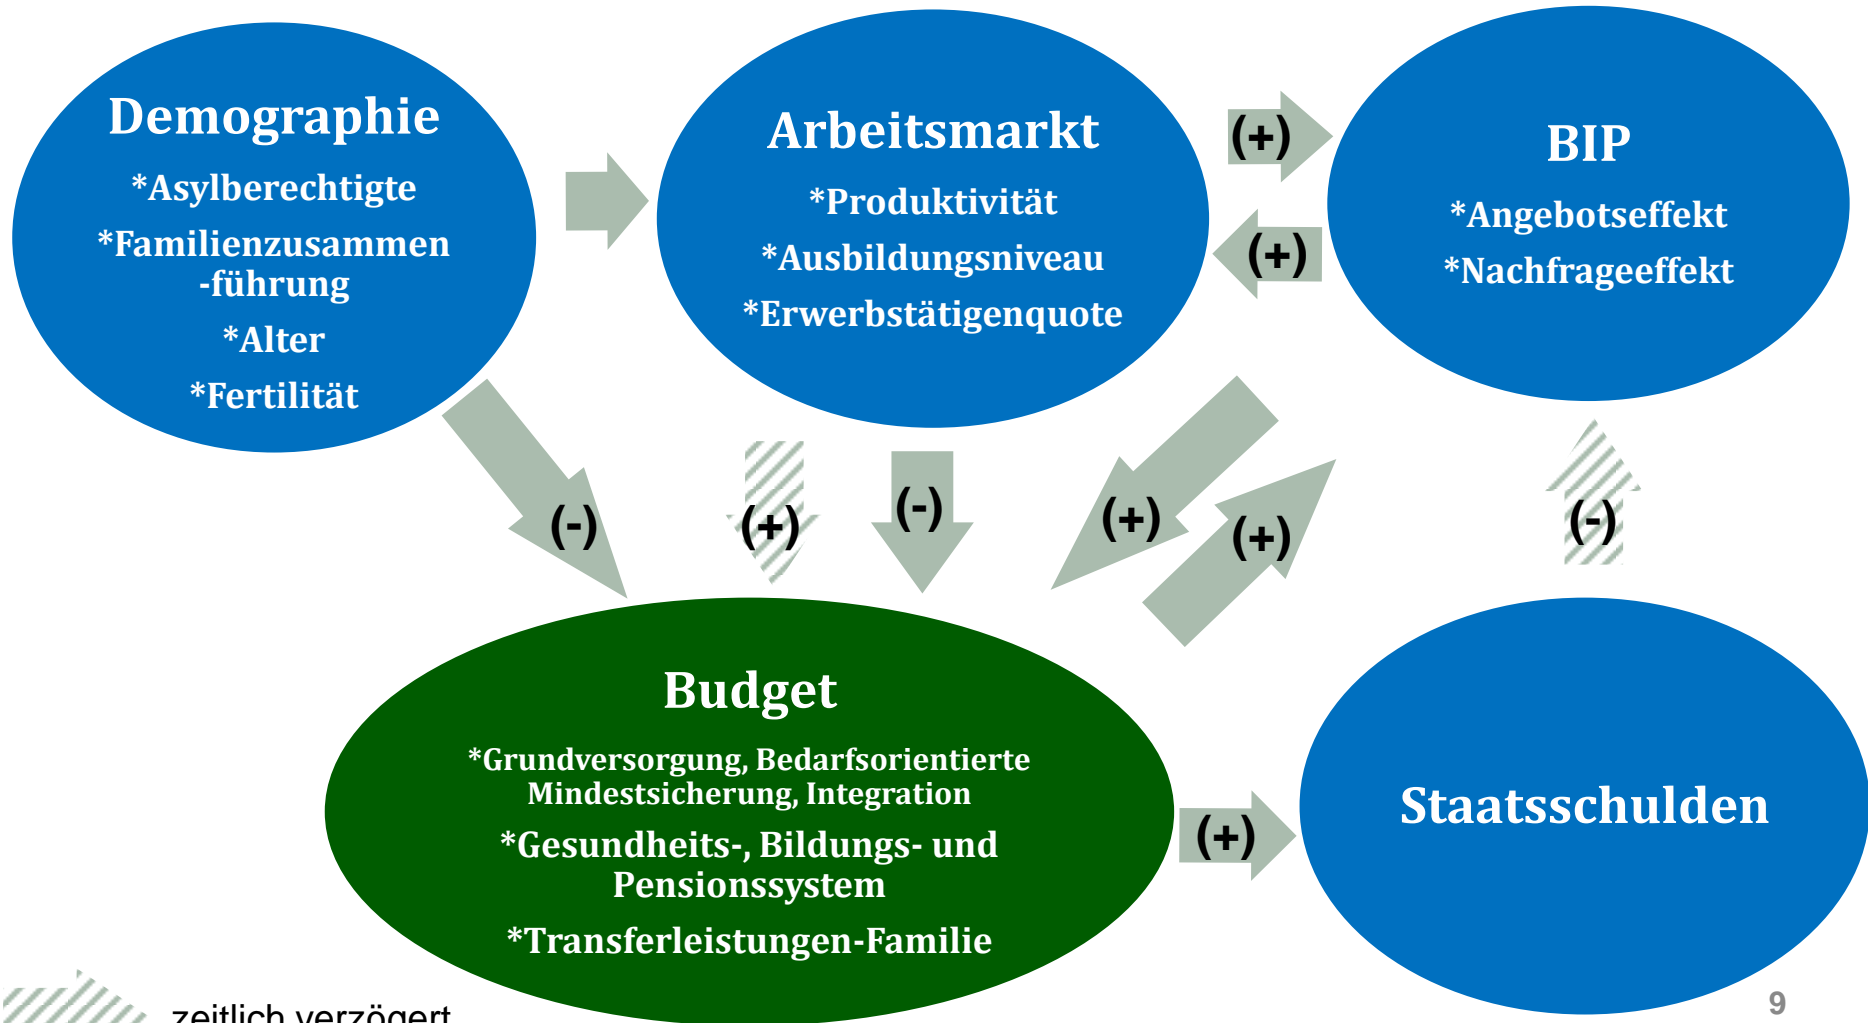 Demographie
*Asylberechtigte
*Familienzusammen
-führung
*Alter
*Fertilität
Arbeitsmarkt
*Produktivität
*Ausbildungsniveau
*Erwerbstätigenquote
(+)
(+)
BIP
*Angebotseffekt
*Nachfrageeffekt
(-)
(+)
(-)
(+)
(+)
(-)
Budget
*Grundversorgung, Bedarfsorientierte
Mindestsicherung, Integration
*Gesundheits-, Bildungs- und
Pensionssystem
*Transferleistungen-Familie
(+)
Staatsschulden
zeitlich verzögert
9